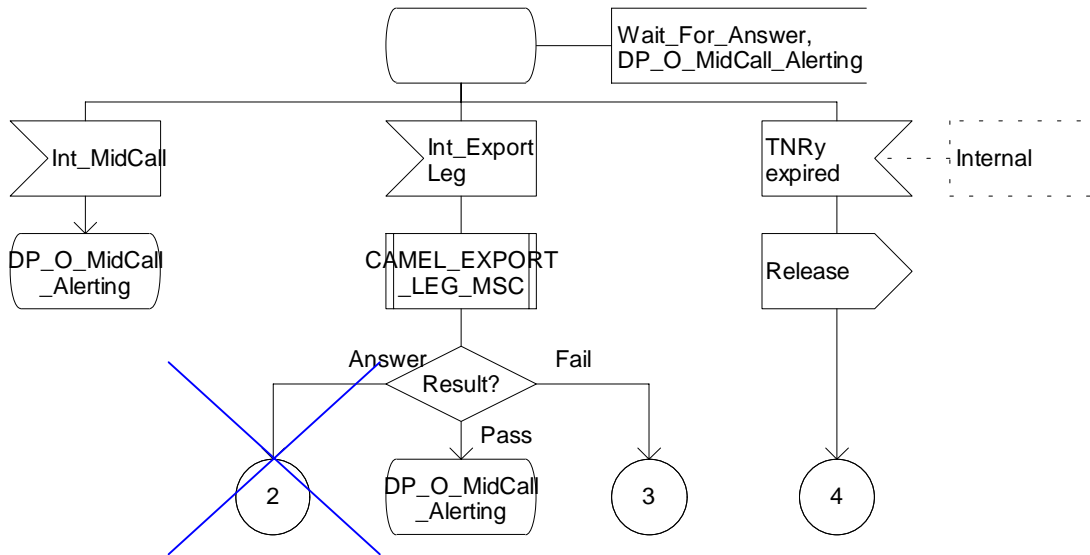 Wait_For_Answer,
DP_O_MidCall_Alerting
Int_MidCall
Int_Export
Leg
TNRy
expired
Internal
DP_O_MidCall
_Alerting
CAMEL_EXPORT
_LEG_MSC
Release
Answer
Result?
Fail
Pass
2
DP_O_MidCall
_Alerting
3
4